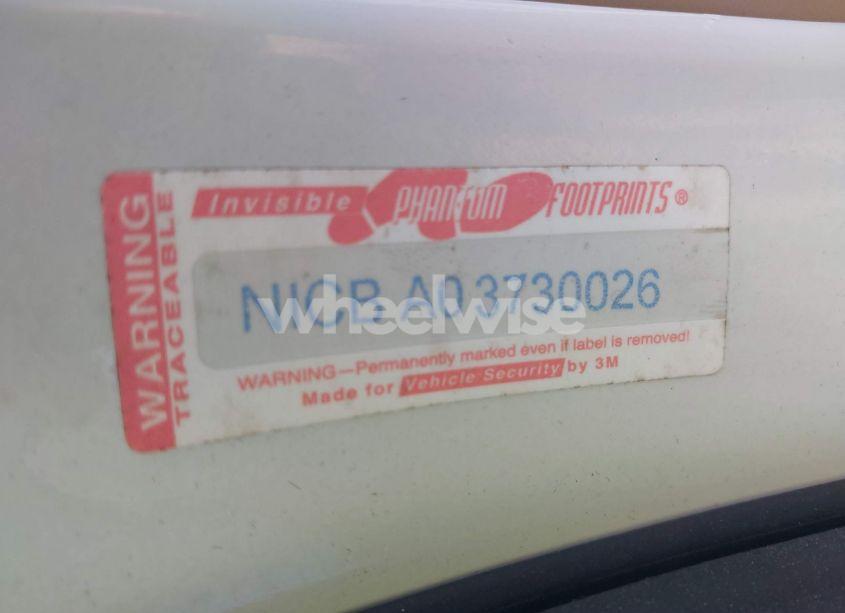 WARNING
TRACEABLE
Invisible PHANTOM FOOTPRINTS®
NICB A03730026
wheelwise
WARNING—Permanently marked even if label is removed!
Made for Vehicle Security by 3M